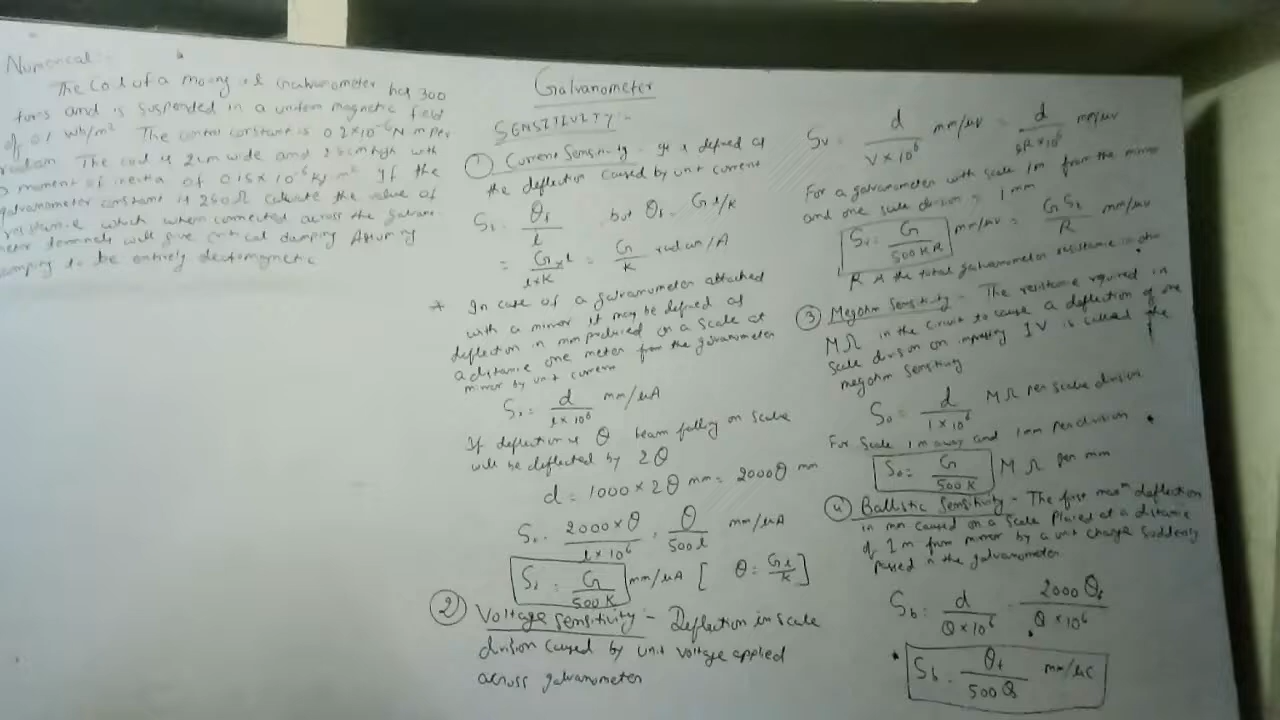 Numerical:-
The Coil of a moving coil Galvanometer has 300
turns and is suspended in a uniform magnetic field
of 0.1 wb/m² The control constant is 0.2×10⁻⁶ N m per
radian The coil is 2cm wide and 2.5cm high with
moment of inertia of 0.15×10⁻⁶ kg m² If the
galvanometer constant is 250Ω calculate the value of
resistance which when connected across the galvano
meter terminals will give critical damping Assuming
damping to be entirely electromagnetic
Galvanometer
SENSITIVITY:-
① Current Sensitivity - It is defined as
the deflection caused by unit current
Si = θf/i but θf = Gi/K
= G×i/i×K = G/K radian/A
* In case of a galvanometer attached
with a mirror it may be defined as
deflection in mm produced on a scale at
a distance one meter from the galvanometer
mirror by unit current
Si = d/i×10⁶ mm/μA
If deflection is θ beam falling on scale
will be deflected by 2θ
d = 1000×2θ mm = 2000θ mm
Si = 2000×θ/i×10⁶ . θ/500i mm/μA
Si = G/500K mm/μA [ θ = Gi/K ]
② Voltage sensitivity - Deflection in scale
division caused by unit voltage applied
across galvanometer
Sv = d/V×10⁶ mm/μv = d/iR×10⁶ mm/μv
For a galvanometer with scale 1m from the mirror
and one scale division = 1mm
Sv = G/500KR mm/μv = G Si/R mm/μv
R is the total galvanometer resistance in ohm
③ Megohm Sensitivity - The resistance required in
MΩ in the circuit to cause a deflection of one
scale division on impressing 1V is called the
megohm sensitivity
So = d/i×10⁶ MΩ per scale division
For Scale 1m away and 1mm per division
So = G/500K MΩ per mm
④ Ballistic Sensitivity - The first maxᵐ deflection
in mm caused on a scale placed at a distance
of 1m from mirror by a unit charge suddenly
passed in the galvanometer
Sb = d/Q×10⁶ . 2000θf/Q×10⁶
Sb = θf/500Q mm/μC